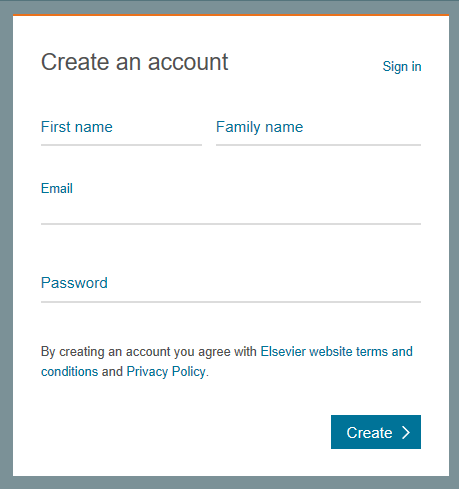 Create an account
Sign in
First name
Family name
Email
Password
By creating an account you agree with Elsevier website terms and
conditions and Privacy Policy.
Create